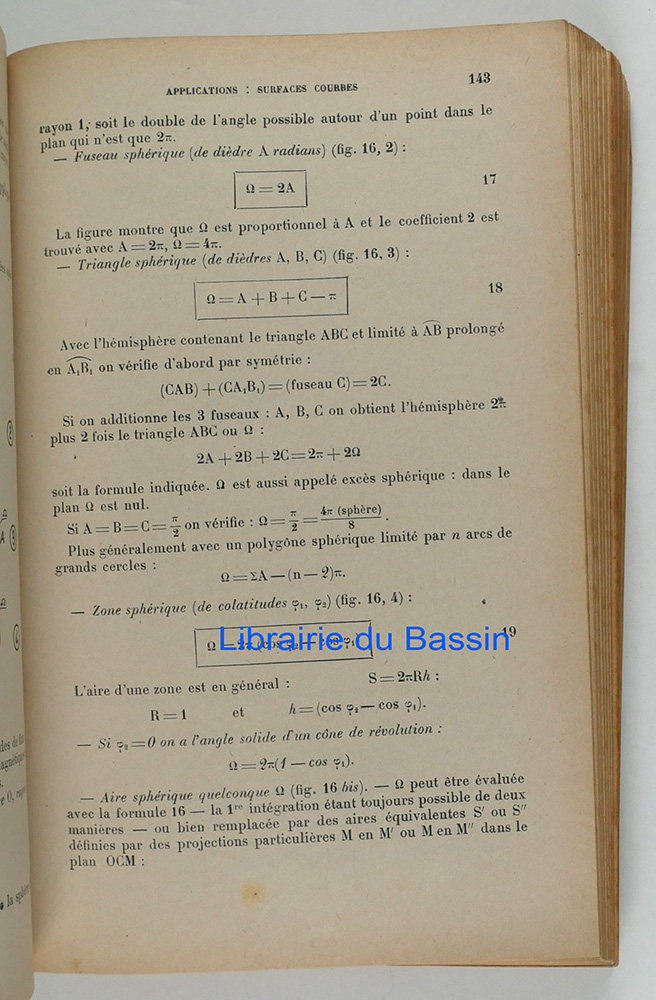 APPLICATIONS : SURFACES COURBES 143
rayon 1, soit le double de l'angle possible autour d'un point dans le
plan qui n'est que 2π.
— Fuseau sphérique (de dièdre A radians) (fig. 16, 2) :
Ω = 2A 17
La figure montre que Ω est proportionnel à A et le coefficient 2 est
trouvé avec A = 2π, Ω = 4π.
— Triangle sphérique (de dièdres A, B, C) (fig. 16, 3) :
Ω = A + B + C — π 18
Avec l'hémisphère contenant le triangle ABC et limité à AB prolongé
en A₁B₁ on vérifie d'abord par symétrie :
(CAB) + (CA₁B₁) = (fuseau C) = 2C.
Si on additionne les 3 fuseaux : A, B, C on obtient l'hémisphère 2π
plus 2 fois le triangle ABC ou Ω :
2A + 2B + 2C = 2π + 2Ω
soit la formule indiquée. Ω est aussi appelé excès sphérique : dans le
plan Ω est nul.
Si A = B = C = π/2 on vérifie : Ω = π/2 = 4π (sphère)/8.
Plus généralement avec un polygône sphérique limité par n arcs de
grands cercles :
Ω = ΣA — (n — 2)π.
— Zone sphérique (de colatitudes φ₁, φ₂) (fig. 16, 4) :
Ω 2π 19
Librairie du Bassin
L'aire d'une zone est en général : S = 2πRh :
R = 1 et h = (cos φ₂ — cos φ₁).
— Si φ₂ = 0 on a l'angle solide d'un cône de révolution :
Ω = 2π(1 — cos φ₁).
— Aire sphérique quelconque Ω (fig. 16 bis). — Ω peut être évaluée
avec la formule 16 — la 1re intégration étant toujours possible de deux
manières — ou bien remplacée par des aires équivalentes S′ ou S″
définies par des projections particulières M en M′ ou M en M″ dans le
plan OCM :